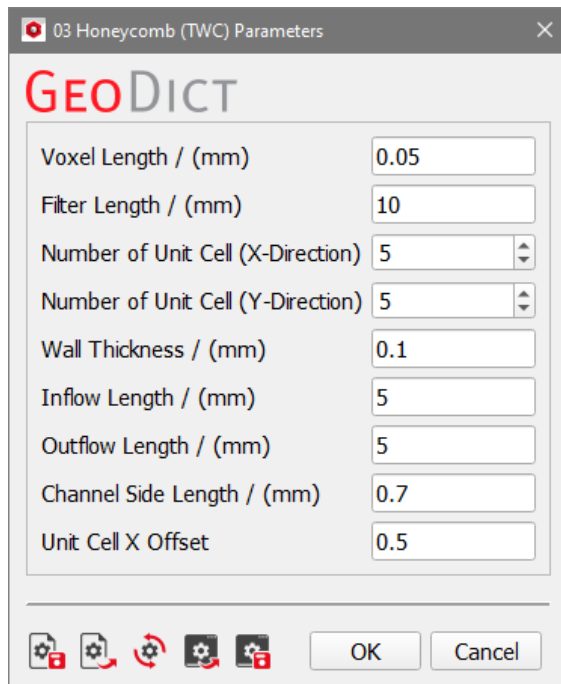 03 Honeycomb (TWC) Parameters
GEODICT
Voxel Length / (mm) 0.05
Filter Length / (mm) 10
Number of Unit Cell (X-Direction) 5
Number of Unit Cell (Y-Direction) 5
Wall Thickness / (mm) 0.1
Inflow Length / (mm) 5
Outflow Length / (mm) 5
Channel Side Length / (mm) 0.7
Unit Cell X Offset 0.5
OK Cancel